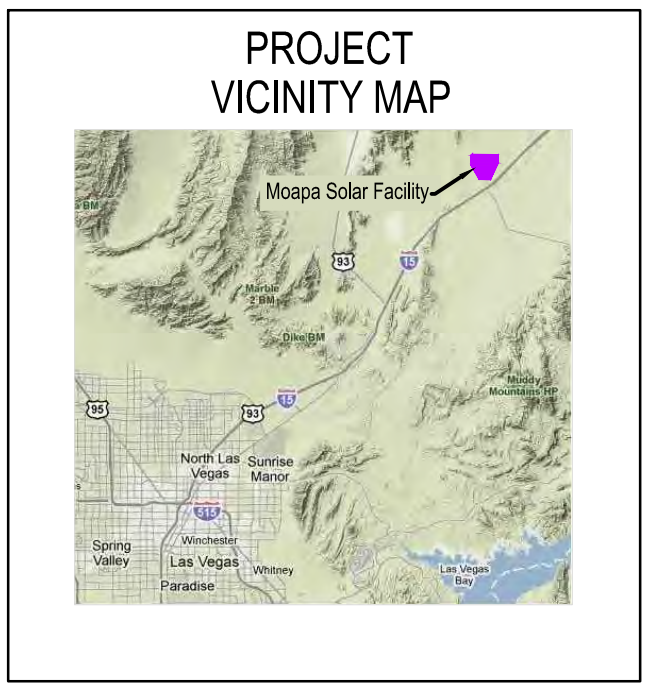 PROJECT
VICINITY MAP
Moapa Solar Facility
BM
93
15
Marble
2 BM
Dike BM
Muddy
Mountains HP
15
95
93
North Las
Vegas
Sunrise
Manor
515
Spring
Valley
Winchester
Las Vegas
Whitney
Paradise
Las Vegas
Bay